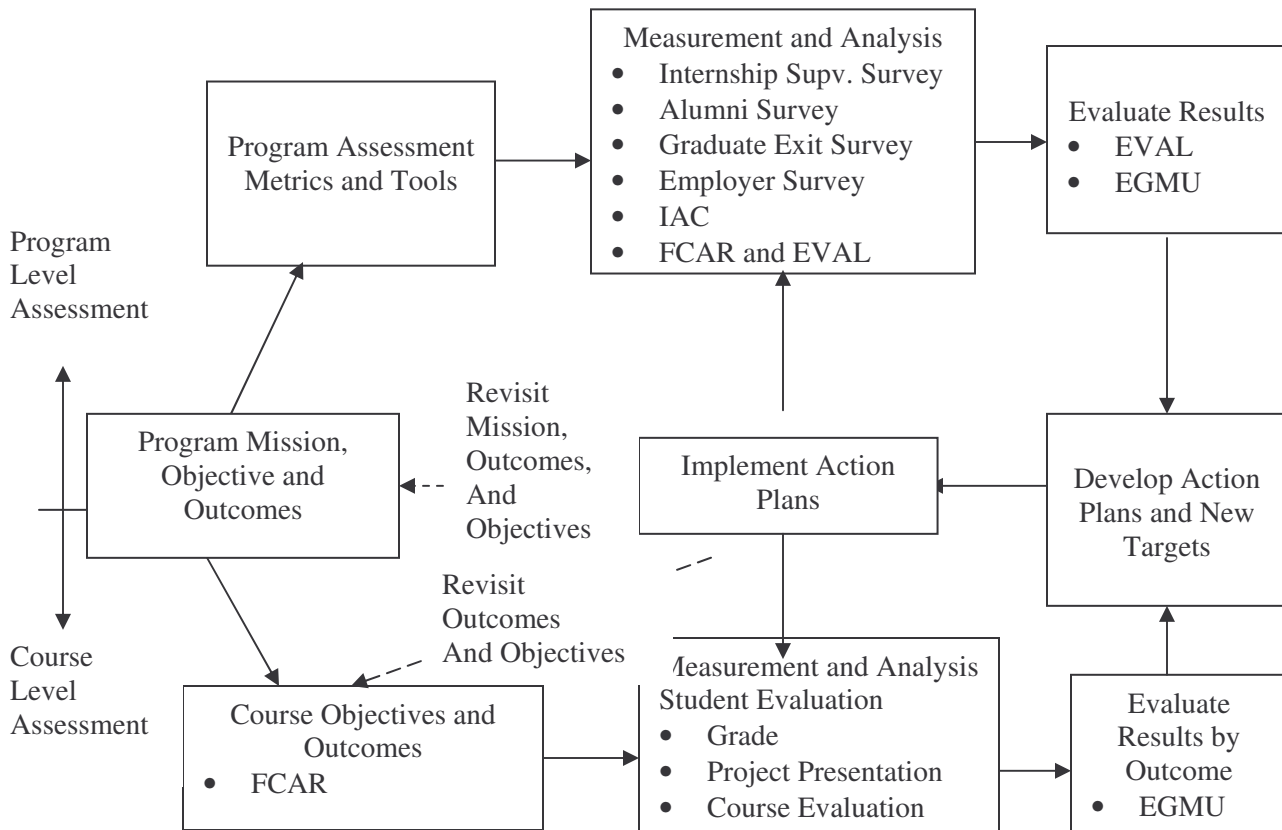 Measurement and Analysis
• Internship Supv. Survey
• Alumni Survey
• Graduate Exit Survey
• Employer Survey
• IAC
• FCAR and EVAL
Evaluate Results
• EVAL
• EGMU
Program Assessment
Metrics and Tools
Program
Level
Assessment
Program Mission,
Objective and
Outcomes
Revisit
Mission,
Outcomes,
And
Objectives
Implement Action
Plans
Develop Action
Plans and New
Targets
Revisit
Outcomes
And Objectives
Course
Level
Assessment
Course Objectives and
Outcomes
• FCAR
Measurement and Analysis
Student Evaluation
• Grade
• Project Presentation
• Course Evaluation
Evaluate
Results by
Outcome
• EGMU